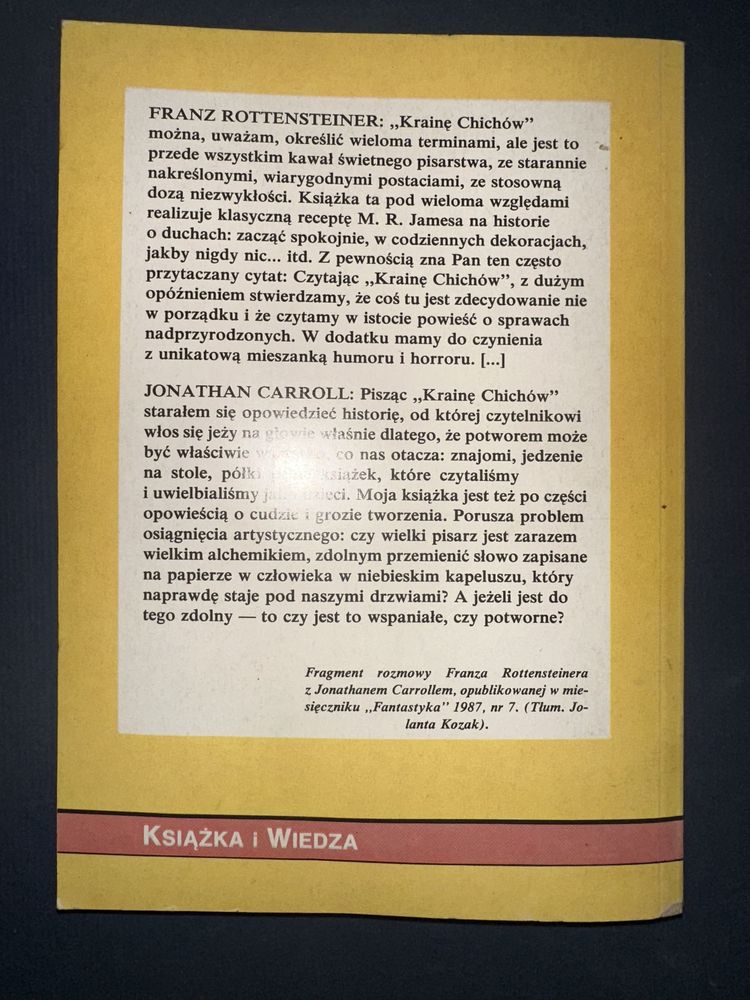 FRANZ ROTTENSTEINER: „Krainę Chichów”
można, uważam, określić wieloma terminami, ale jest to
przede wszystkim kawał świetnego pisarstwa, ze starannie
nakreślonymi, wiarygodnymi postaciami, ze stosowną
dozą niezwykłości. Książka ta pod wieloma względami
realizuje klasyczną receptę M. R. Jamesa na historie
o duchach: zacząć spokojnie, w codziennych dekoracjach,
jakby nigdy nic... itd. Z pewnością zna Pan ten często
przytaczany cytat: Czytając „Krainę Chichów”, z dużym
opóźnieniem stwierdzamy, że coś tu jest zdecydowanie nie
w porządku i że czytamy w istocie powieść o sprawach
nadprzyrodzonych. W dodatku mamy do czynienia
z unikatową mieszanką humoru i horroru. [...]
JONATHAN CARROLL: Pisząc „Krainę Chichów”
starałem się opowiedzieć historię, od której czytelnikowi
włos się jeży na głowie właśnie dlatego, że potworem może
być właściwie co nas otacza: znajomi, jedzenie
na stole, półki książek, które czytaliśmy
i uwielbialiśmy jako dzieci. Moja książka jest też po części
opowieścią o cudzie i grozie tworzenia. Porusza problem
osiągnięcia artystycznego: czy wielki pisarz jest zarazem
wielkim alchemikiem, zdolnym przemienić słowo zapisane
na papierze w człowieka w niebieskim kapeluszu, który
naprawdę staje pod naszymi drzwiami? A jeżeli jest do
tego zdolny — to czy jest to wspaniałe, czy potworne?
Fragment rozmowy Franza Rottensteinera
z Jonathanem Carrollem, opublikowanej w mie-
sięczniku „Fantastyka” 1987, nr 7. (Tłum. Jo-
lanta Kozak).
KSIĄŻKA i WIEDZA